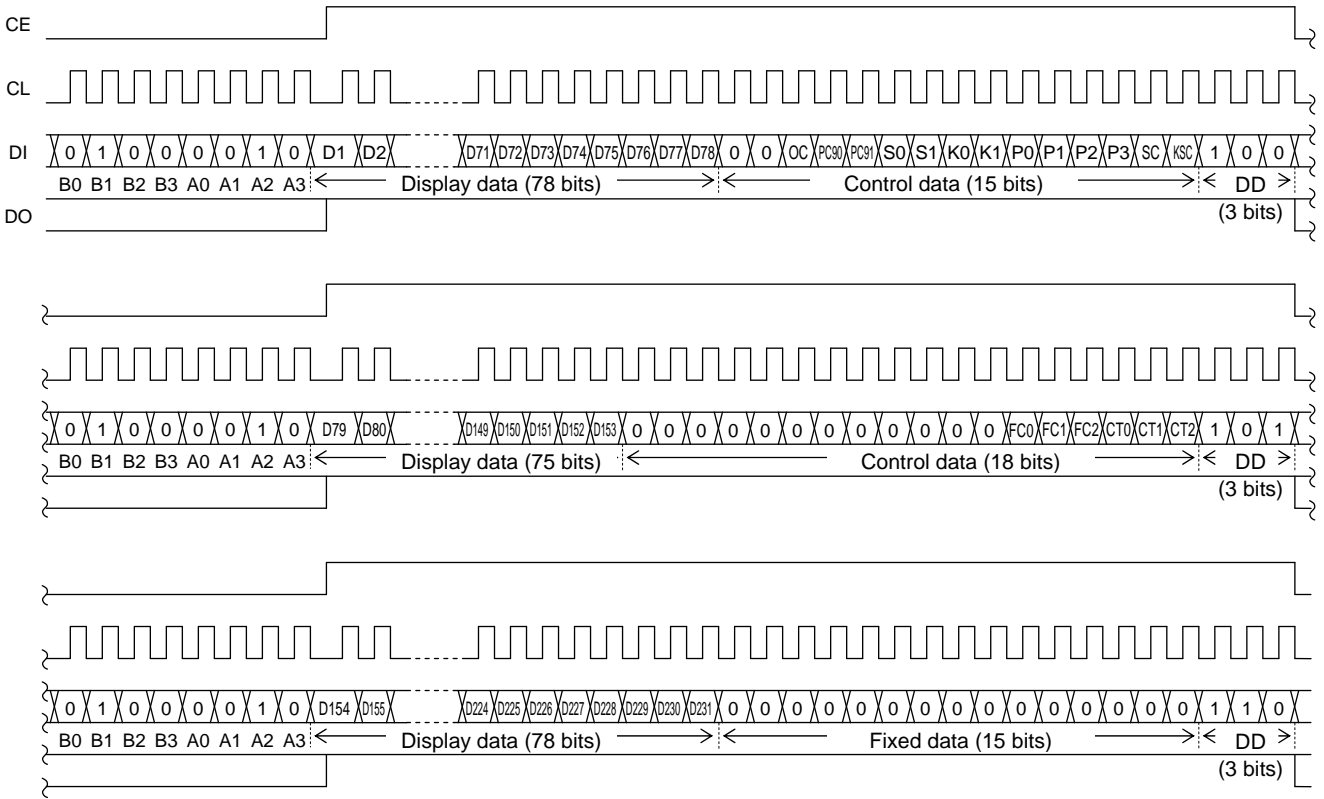 CE
CL
DI 0 1 0 0 0 0 1 0 D1 D2 D71 D72 D73 D74 D75 D76 D77 D78 0 0 OC PC90 PC91 S0 S1 K0 K1 P0 P1 P2 P3 SC KSC 1 0 0
B0 B1 B2 B3 A0 A1 A2 A3 Display data (78 bits) Control data (15 bits) DD
DO (3 bits)
0 1 0 0 0 0 1 0 D79 D80 D149 D150 D151 D152 D153 0 0 0 0 0 0 0 0 0 0 0 0 FC0 FC1 FC2 CT0 CT1 CT2 1 0 1
B0 B1 B2 B3 A0 A1 A2 A3 Display data (75 bits) Control data (18 bits) DD
(3 bits)
0 1 0 0 0 0 1 0 D154 D155 D224 D225 D226 D227 D228 D229 D230 D231 0 0 0 0 0 0 0 0 0 0 0 0 0 0 0 1 1 0
B0 B1 B2 B3 A0 A1 A2 A3 Display data (78 bits) Fixed data (15 bits) DD
(3 bits)